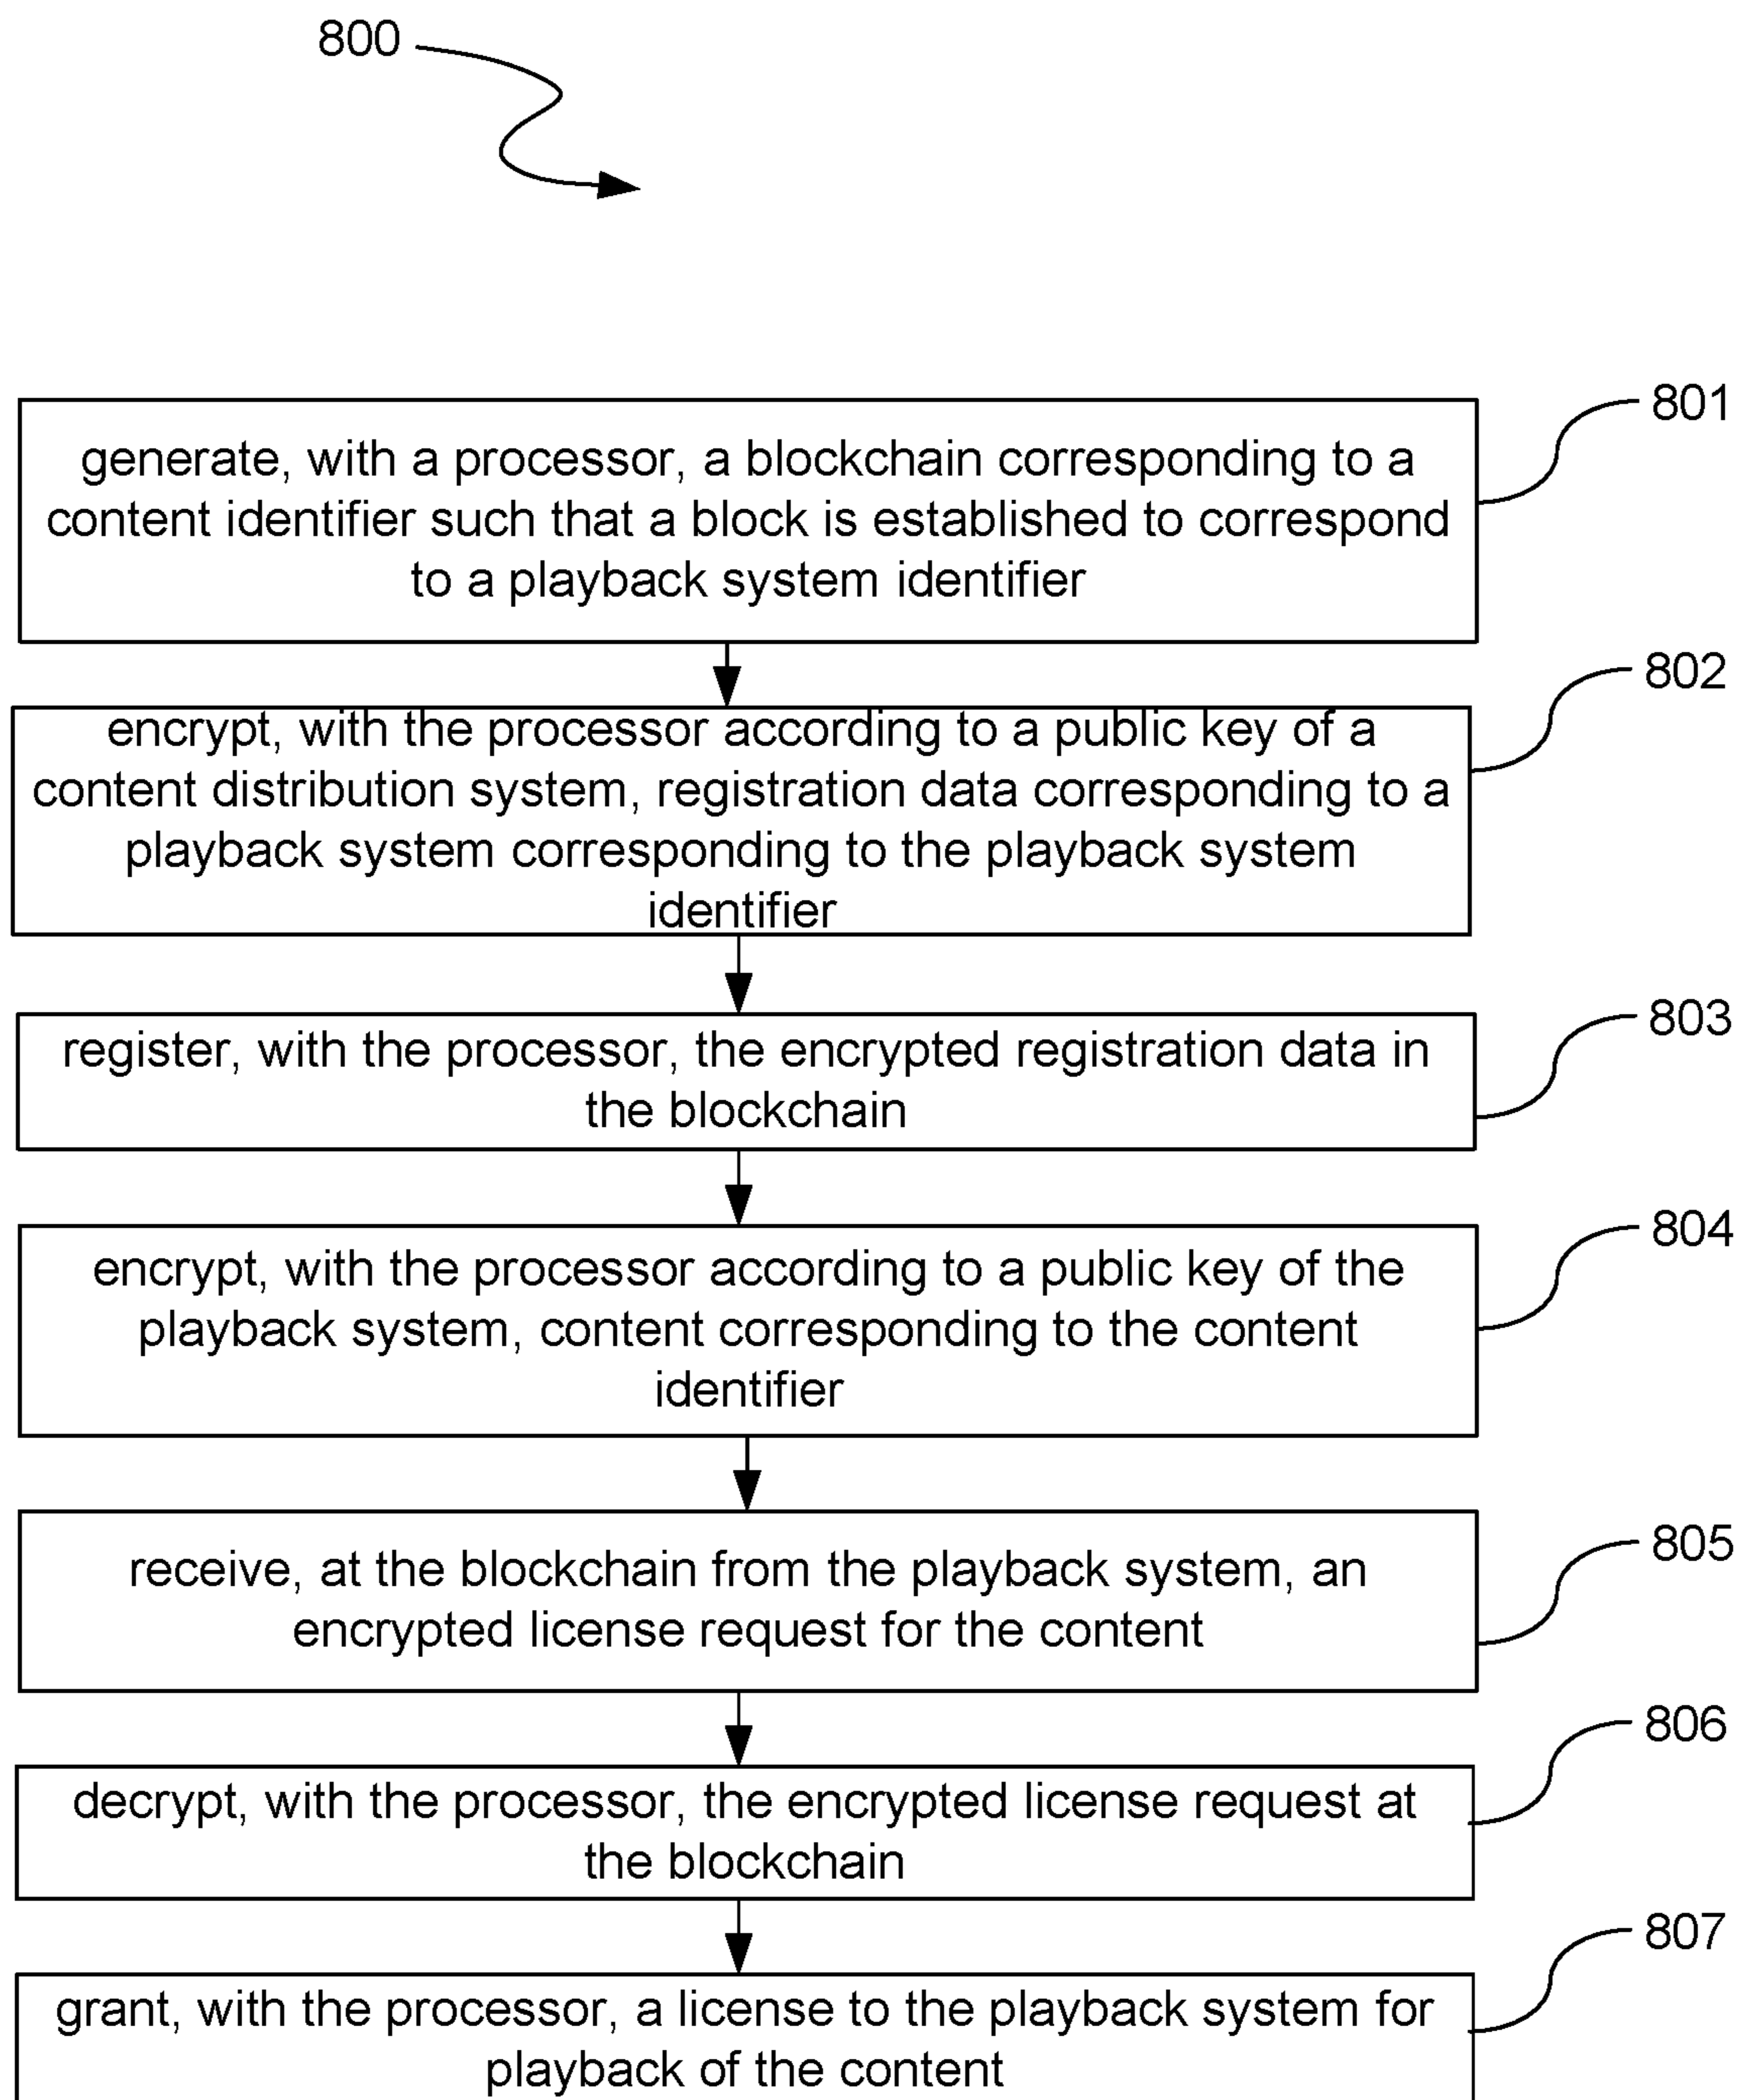 800
801
generate, with a processor, a blockchain corresponding to a
content identifier such that a block is established to correspond
to a playback system identifier
802
encrypt, with the processor according to a public key of a
content distribution system, registration data corresponding to a
playback system corresponding to the playback system
identifier
803
register, with the processor, the encrypted registration data in
the blockchain
804
encrypt, with the processor according to a public key of the
playback system, content corresponding to the content
identifier
805
receive, at the blockchain from the playback system, an
encrypted license request for the content
806
decrypt, with the processor, the encrypted license request at
the blockchain
807
grant, with the processor, a license to the playback system for
playback of the content